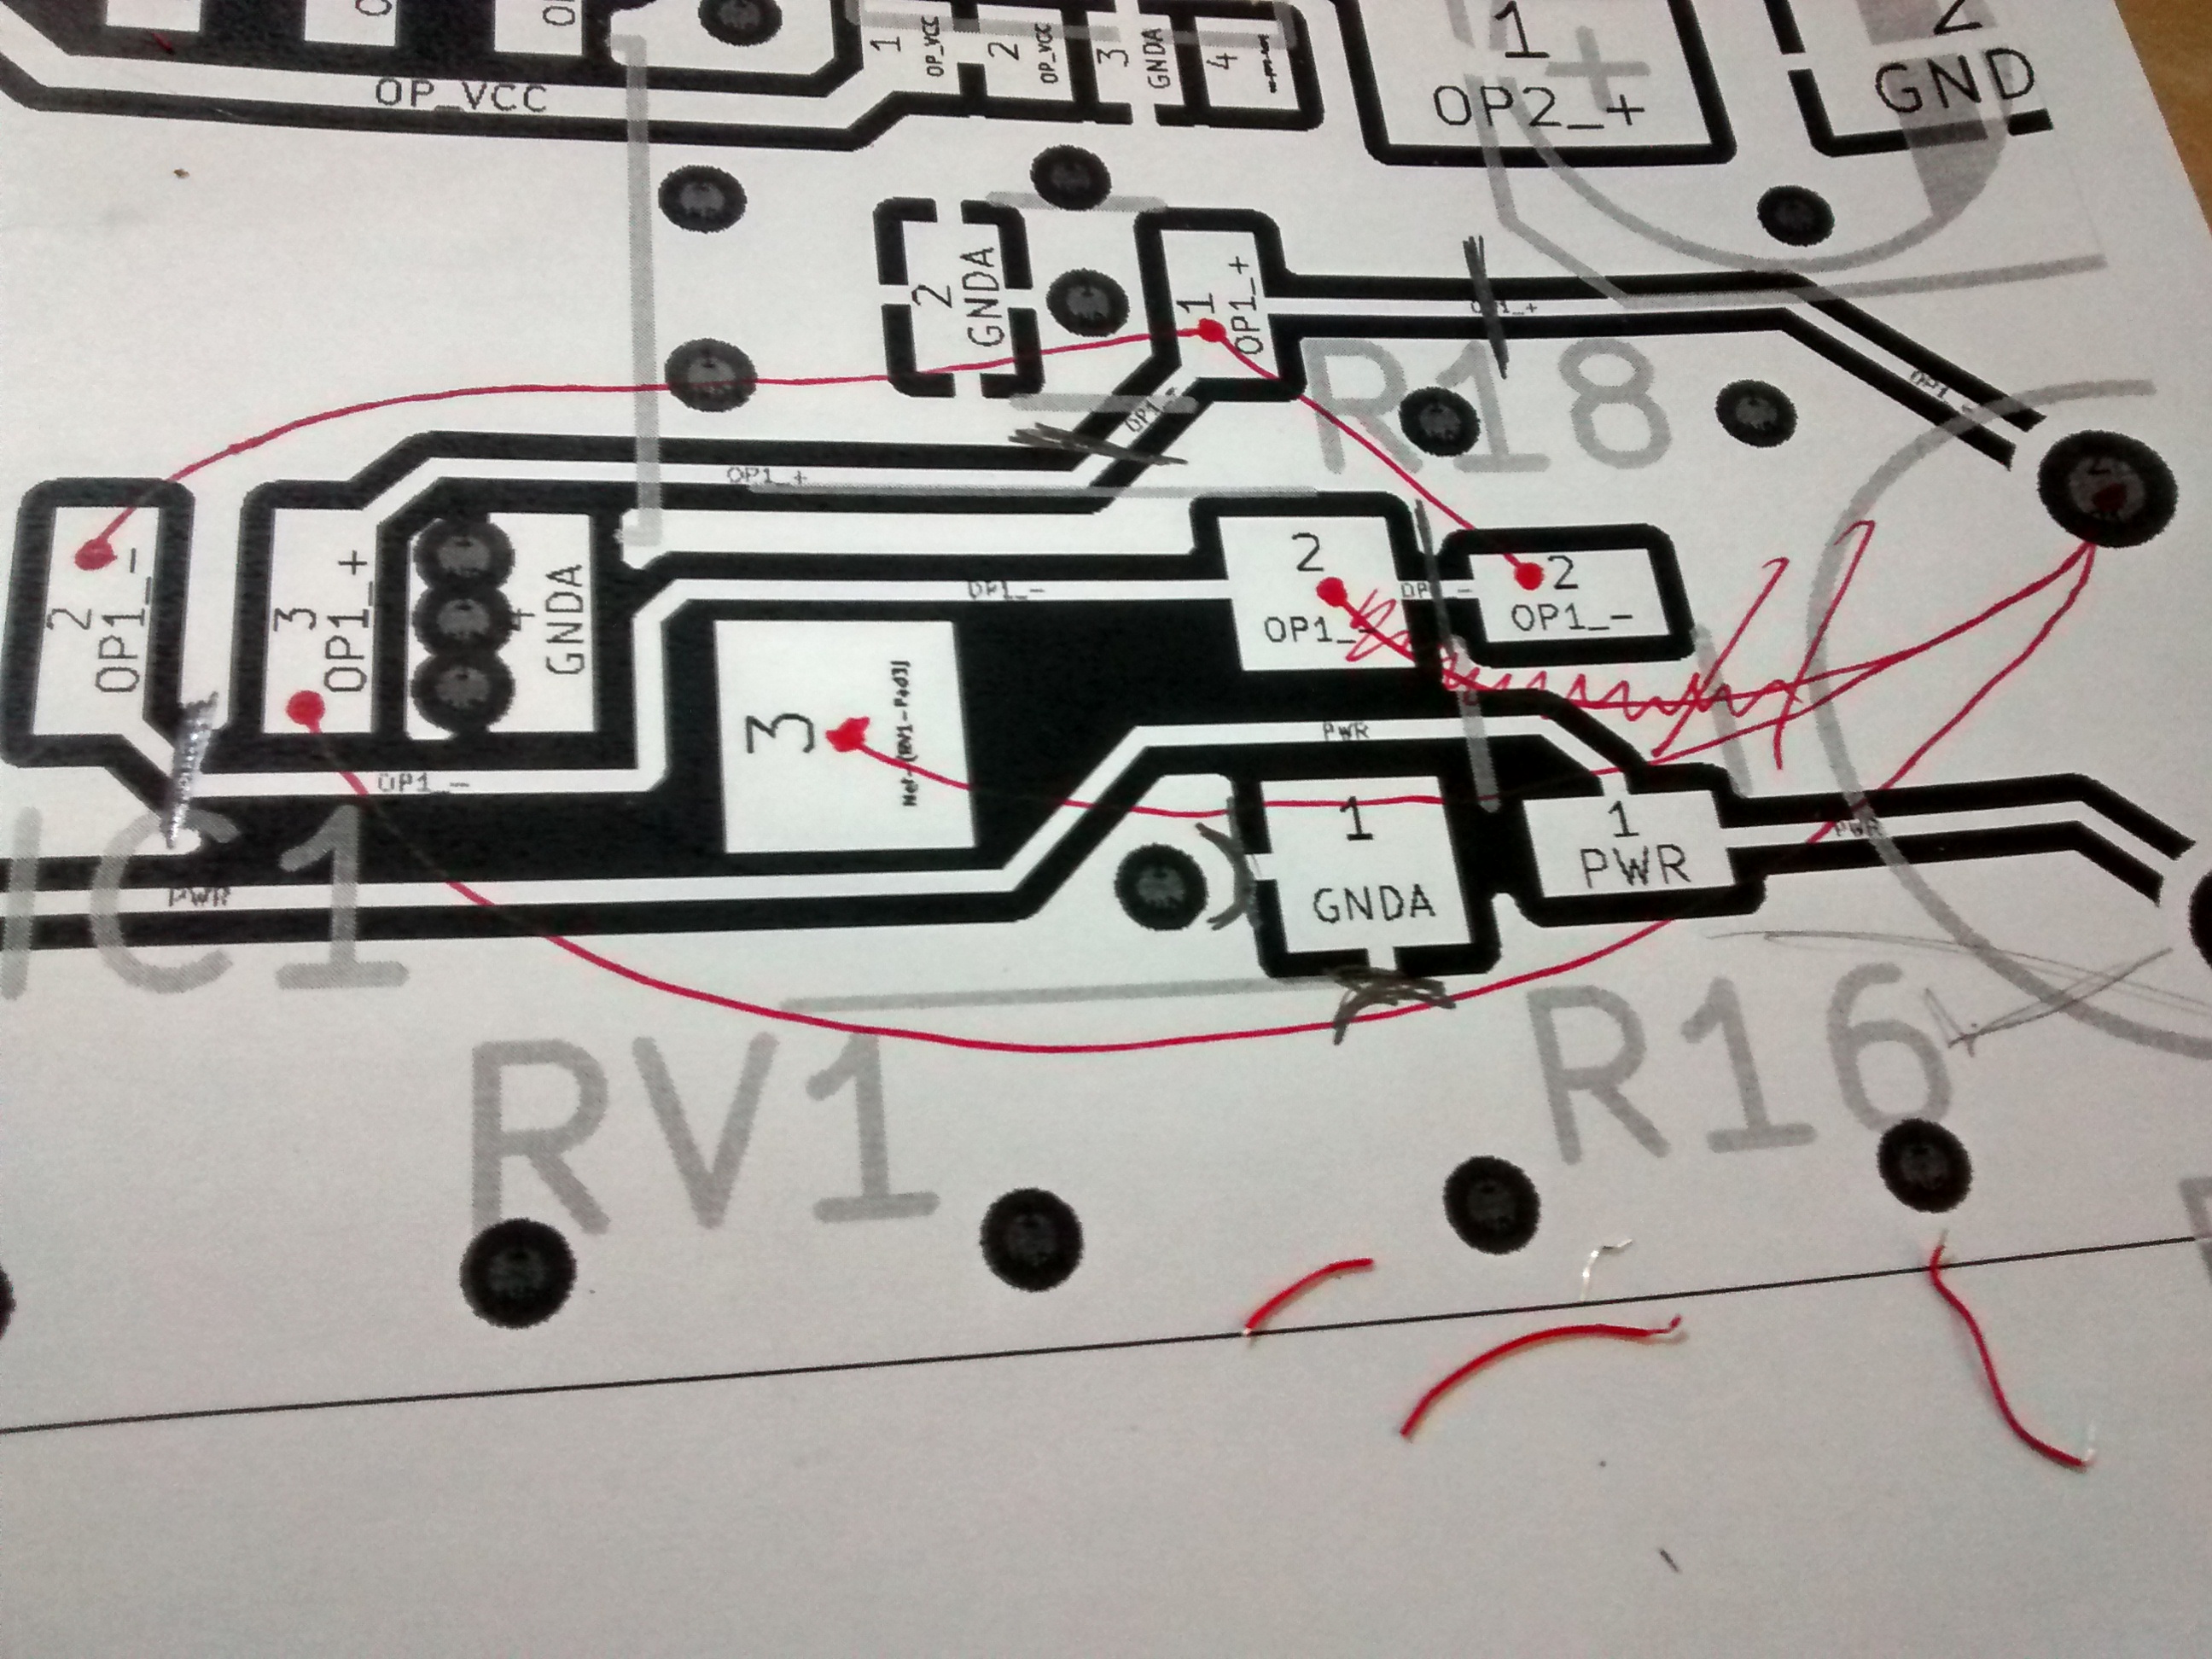 OP_VCC
1
OP_VCC
2
OP_VCC
3
GNDA
4
1
+
OP2_+
2
GND
2
GNDA
1
OP1_+
OP1_+
OP1_+
R18
2
OP1_-
3
OP1_+
4
GNDA
OP1_+
OP1_-
2
OP1_-
OP1_-
2
OP1_-
3
Net-(RV1-Pad3)
PWR
OP1_-
1
GNDA
1
PWR
PWR
PWR
IC1
RV1
R16